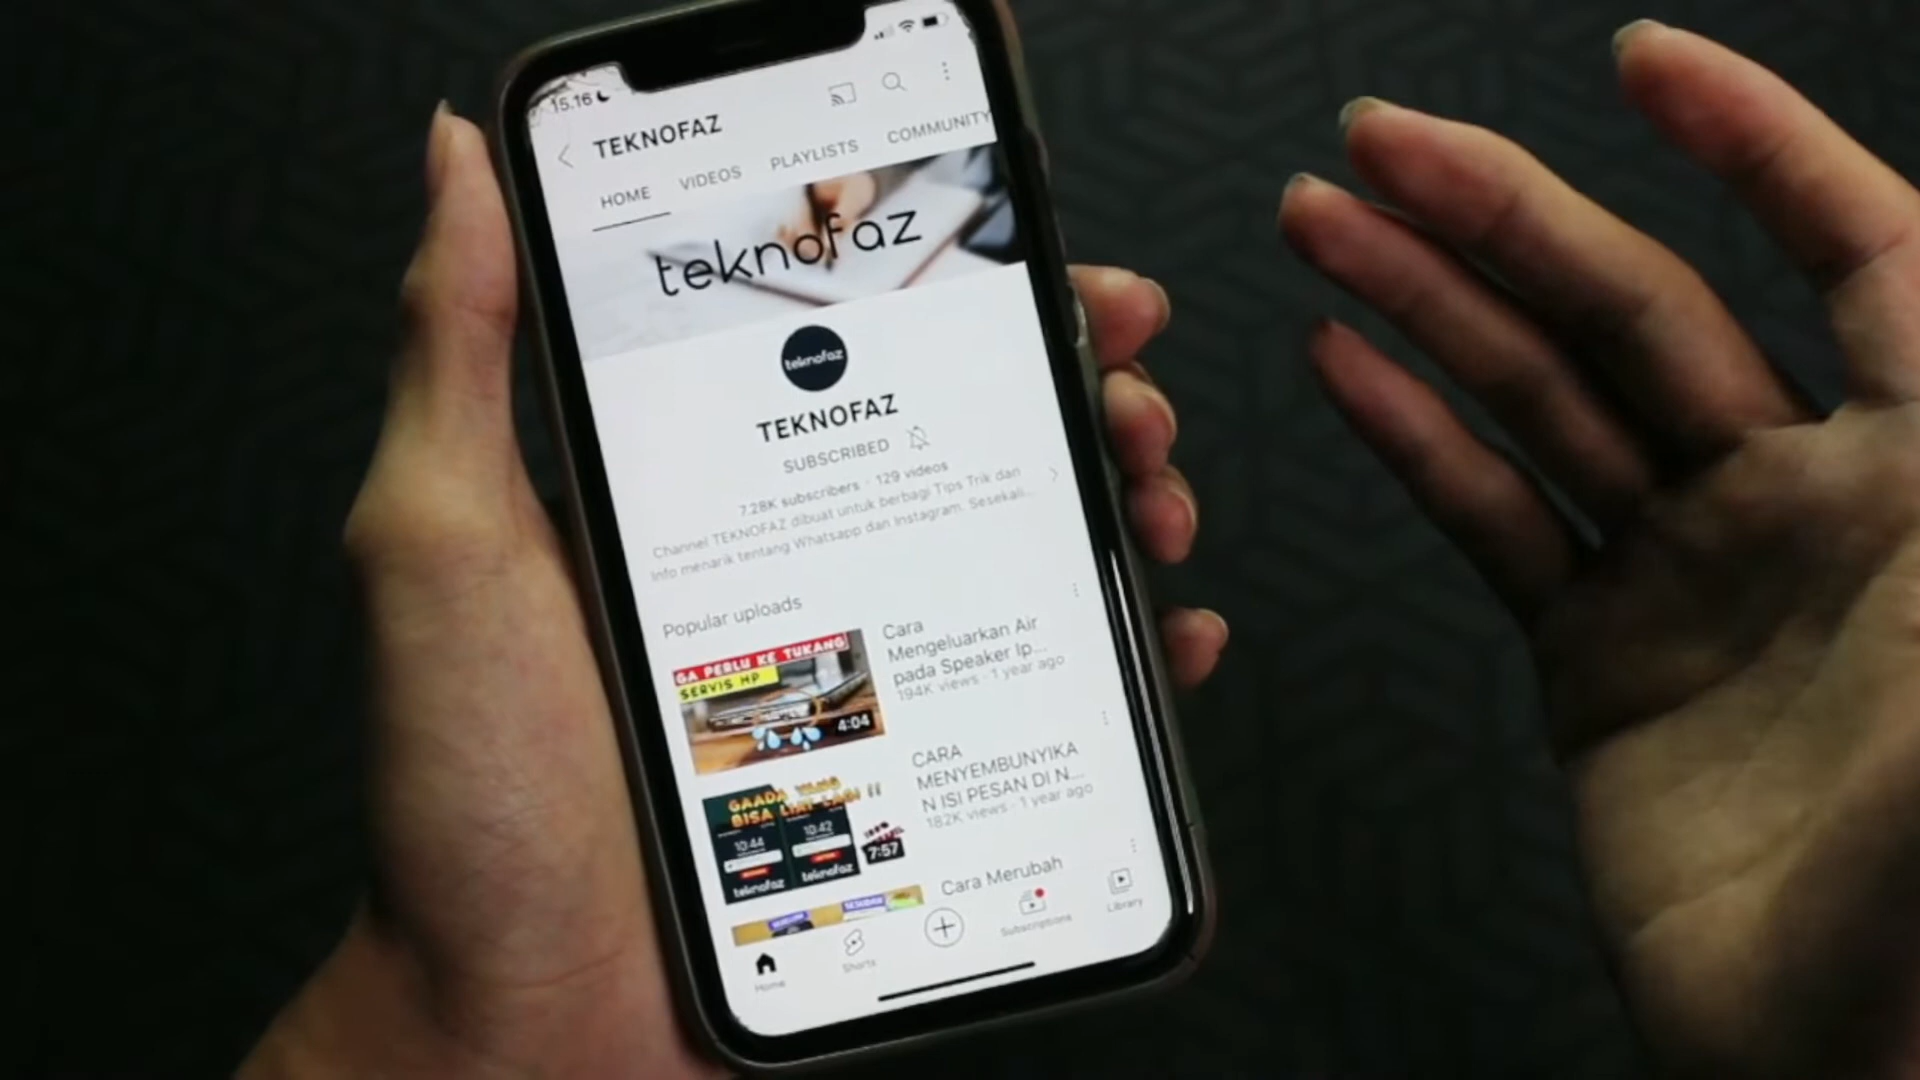 15.16
TEKNOFAZ
HOME VIDEOS PLAYLISTS COMMUNITY
teknofaz
teknofaz
TEKNOFAZ
SUBSCRIBED
7.28K subscribers · 129 videos
Channel TEKNOFAZ dibuat untuk berbagi Tips Trik dan
Info menarik tentang Whatsapp dan Instagram. Sesekali...
Popular uploads
GA PERLU KE TUKANG
SERVIS HP
4:04
Cara
Mengeluarkan Air
pada Speaker Ip...
194K views · 1 year ago
GAADA YANG
BISA LIAT LAGI !!
10:44
10:42
teknofaz
teknofaz
7:57
CARA
MENYEMBUNYIKA
N ISI PESAN DI N...
182K views · 1 year ago
Cara Merubah
Home
Shorts
Subscriptions
Library